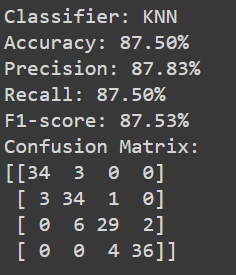 Classifier: KNN
Accuracy: 87.50%
Precision: 87.83%
Recall: 87.50%
F1-score: 87.53%
Confusion Matrix:
[[34  3  0  0]
 [ 3 34  1  0]
 [ 0  6 29  2]
 [ 0  0  4 36]]